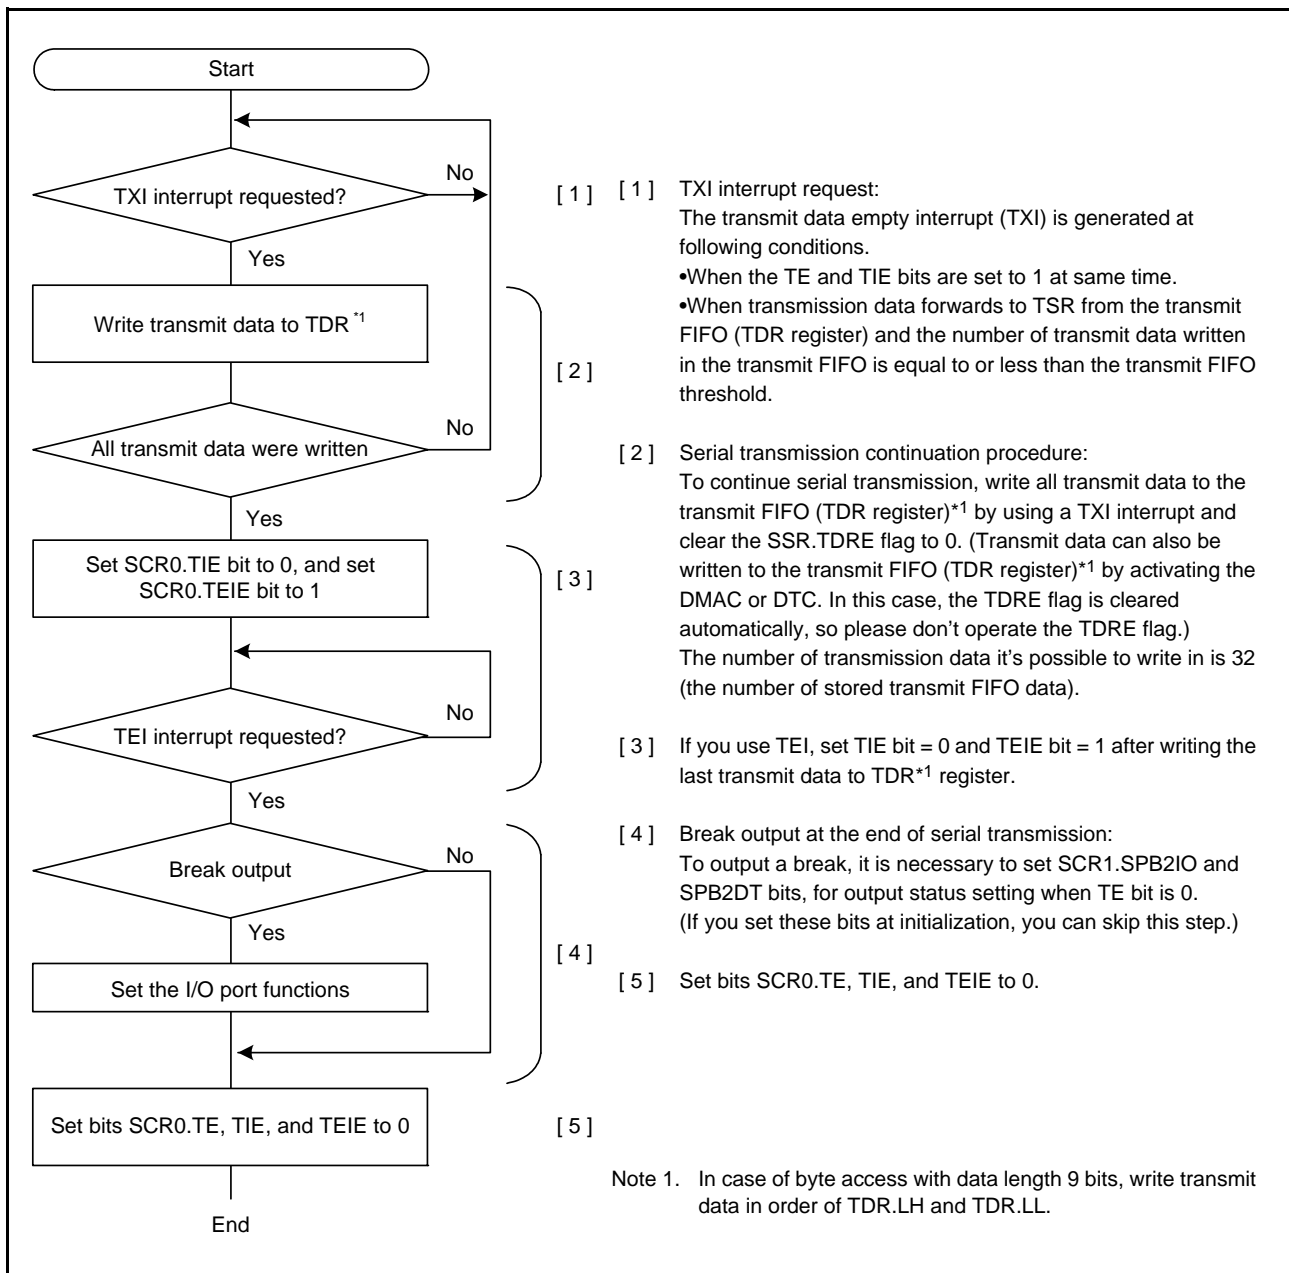 Start
TXI interrupt requested?
No
[ 1 ]
Yes
Write transmit data to TDR *1
[ 2 ]
All transmit data were written
No
Yes
Set SCR0.TIE bit to 0, and set
SCR0.TEIE bit to 1
[ 3 ]
TEI interrupt requested?
No
Yes
Break output
No
Yes
[ 4 ]
Set the I/O port functions
Set bits SCR0.TE, TIE, and TEIE to 0
[ 5 ]
End
[ 1 ] TXI interrupt request:
The transmit data empty interrupt (TXI) is generated at
following conditions.
•When the TE and TIE bits are set to 1 at same time.
•When transmission data forwards to TSR from the transmit
FIFO (TDR register) and the number of transmit data written
in the transmit FIFO is equal to or less than the transmit FIFO
threshold.
[ 2 ] Serial transmission continuation procedure:
To continue serial transmission, write all transmit data to the
transmit FIFO (TDR register)*1 by using a TXI interrupt and
clear the SSR.TDRE flag to 0. (Transmit data can also be
written to the transmit FIFO (TDR register)*1 by activating the
DMAC or DTC. In this case, the TDRE flag is cleared
automatically, so please don't operate the TDRE flag.)
The number of transmission data it's possible to write in is 32
(the number of stored transmit FIFO data).
[ 3 ] If you use TEI, set TIE bit = 0 and TEIE bit = 1 after writing the
last transmit data to TDR*1 register.
[ 4 ] Break output at the end of serial transmission:
To output a break, it is necessary to set SCR1.SPB2IO and
SPB2DT bits, for output status setting when TE bit is 0.
(If you set these bits at initialization, you can skip this step.)
[ 5 ] Set bits SCR0.TE, TIE, and TEIE to 0.
Note 1. In case of byte access with data length 9 bits, write transmit
data in order of TDR.LH and TDR.LL.